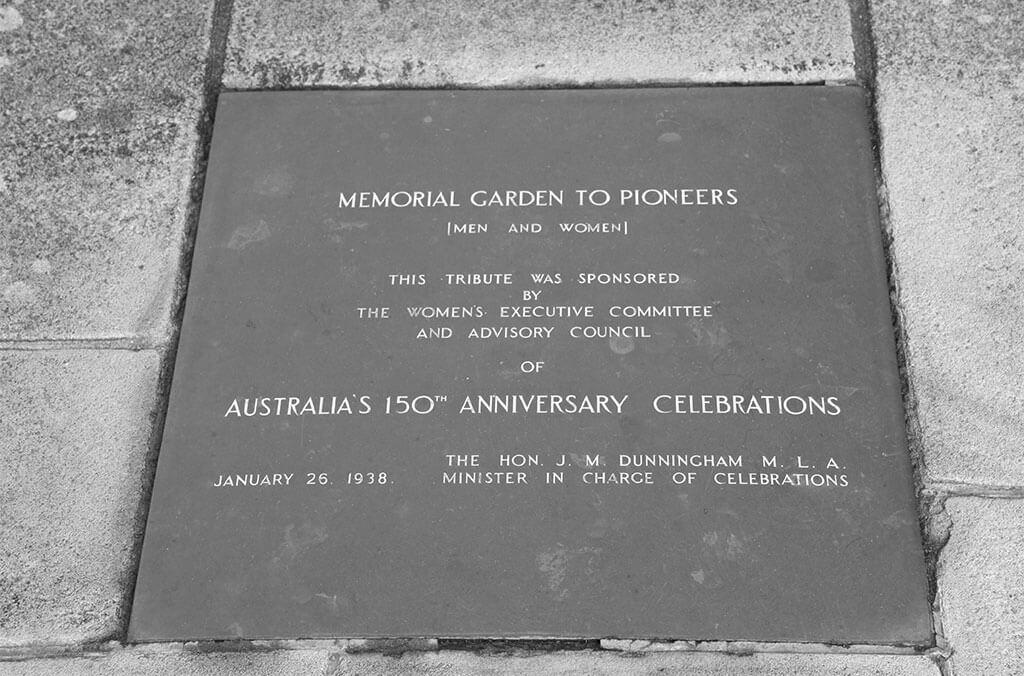 MEMORIAL GARDEN TO PIONEERS
[MEN AND WOMEN]
THIS TRIBUTE WAS SPONSORED
BY
THE WOMEN'S EXECUTIVE COMMITTEE
AND ADVISORY COUNCIL
OF
AUSTRALIA'S 150TH ANNIVERSARY CELEBRATIONS
THE HON. J. M. DUNNINGHAM M. L. A.
JANUARY 26. 1938. MINISTER IN CHARGE OF CELEBRATIONS